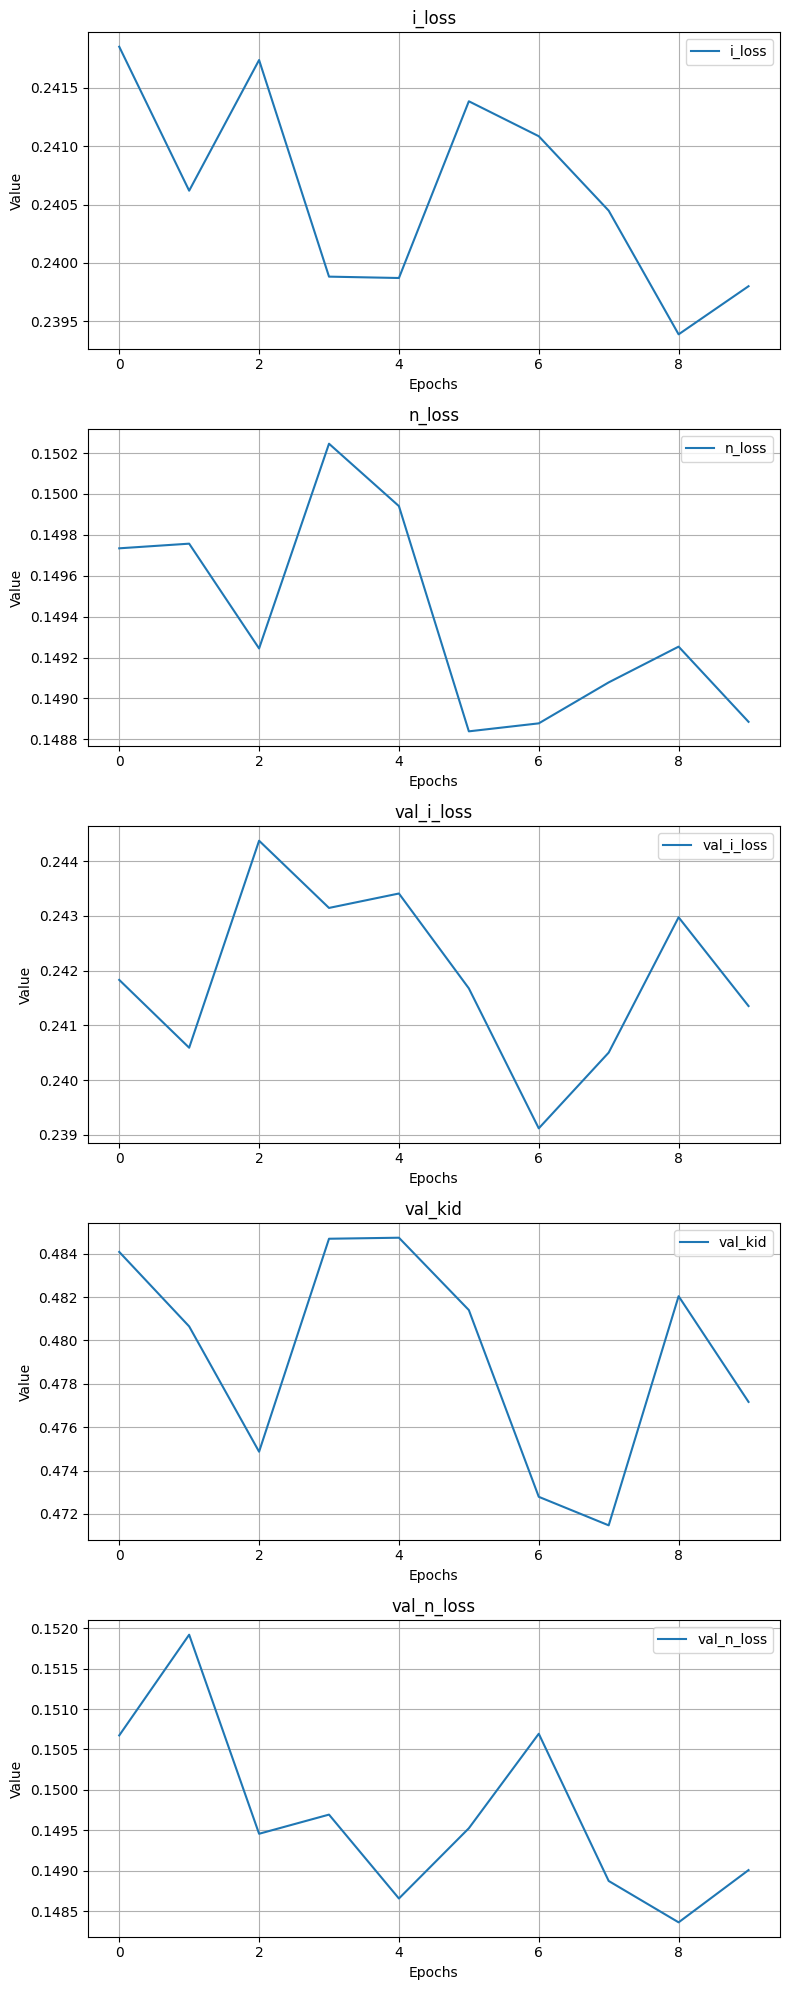 i_loss
i_loss
0.2415
0.2410
0.2405
0.2400
0.2395
Value
0 2 4 6 8
Epochs
n_loss
n_loss
0.1502
0.1500
0.1498
0.1496
0.1494
0.1492
0.1490
0.1488
Value
0 2 4 6 8
Epochs
val_i_loss
val_i_loss
0.244
0.243
0.242
0.241
0.240
0.239
Value
0 2 4 6 8
Epochs
val_kid
val_kid
0.484
0.482
0.480
0.478
0.476
0.474
0.472
Value
0 2 4 6 8
Epochs
val_n_loss
val_n_loss
0.1520
0.1515
0.1510
0.1505
0.1500
0.1495
0.1490
0.1485
Value
0 2 4 6 8
Epochs